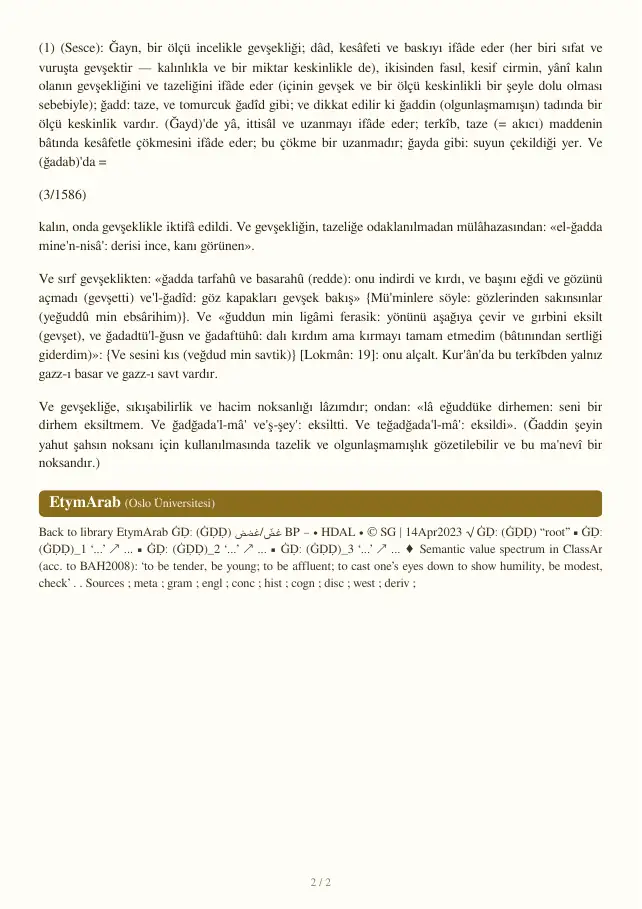 (1) (Sesce): Ğayn, bir ölçü incelikle gevşekliği; dâd, kesâfeti ve baskıyı ifâde eder (her biri sıfat ve
vuruşta gevşektir — kalınlıkla ve bir miktar keskinlikle de), ikisinden fasıl, kesif cirmin, yânî kalın
olanın gevşekliğini ve tazeliğini ifâde eder (içinin gevşek ve bir ölçü keskinlikli bir şeyle dolu olması
sebebiyle); ğadd: taze, ve tomurcuk ğadîd gibi; ve dikkat edilir ki ğaddin (olgunlaşmamışın) tadında bir
ölçü keskinlik vardır. (Ğayd)'de yâ, ittisâl ve uzanmayı ifâde eder; terkîb, taze (= akıcı) maddenin
bâtında kesâfetle çökmesini ifâde eder; bu çökme bir uzanmadır; ğayda gibi: suyun çekildiği yer. Ve
(ğadab)'da =
(3/1586)
kalın, onda gevşeklikle iktifâ edildi. Ve gevşekliğin, tazeliğe odaklanılmadan mülâhazasından: «el-ğadda
mine'n-nisâ': derisi ince, kanı görünen».
Ve sırf gevşeklikten: «ğadda tarfahû ve basarahû (redde): onu indirdi ve kırdı, ve başını eğdi ve gözünü
açmadı (gevşetti) ve'l-ğadîd: göz kapakları gevşek bakış» {Mü'minlere söyle: gözlerinden sakınsınlar
(yeğuddû min ebsârihim)}. Ve «ğuddun min ligâmi ferasik: yönünü aşağıya çevir ve gırbini eksilt
(gevşet), ve ğadadtü'l-ğusn ve ğadaftühû: dalı kırdım ama kırmayı tamam etmedim (bâtınından sertliği
giderdim)»: {Ve sesini kıs (veğdud min savtik)} [Lokmân: 19]: onu alçalt. Kur'ân'da bu terkîbden yalnız
gazz-ı basar ve gazz-ı savt vardır.
Ve gevşekliğe, sıkışabilirlik ve hacim noksanlığı lâzımdır; ondan: «lâ eğuddüke dirhemen: seni bir
dirhem eksiltmem. Ve ğadğada'l-mâ' ve'ş-şey': eksiltti. Ve teğadğada'l-mâ': eksildi». (Ğaddin şeyin
yahut şahsın noksanı için kullanılmasında tazelik ve olgunlaşmamışlık gözetilebilir ve bu ma'nevî bir
noksandır.)
EtymArab (Oslo Üniversitesi)
Back to library EtymArab ĠḌ: (ĠḌḌ) غضّ/غضض BP – • HDAL • © SG | 14Apr2023 √ ĠḌ: (ĠḌḌ) “root” ▪ ĠḌ:
(ĠḌḌ)_1 ‘...’ ↗ ... ▪ ĠḌ: (ĠḌḌ)_2 ‘...’ ↗ ... ▪ ĠḌ: (ĠḌḌ)_3 ‘...’ ↗ ... ♦ Semantic value spectrum in ClassAr
(acc. to BAH2008): ‘to be tender, be young; to be affluent; to cast one’s eyes down to show humility, be modest,
check’ . . Sources ; meta ; gram ; engl ; conc ; hist ; cogn ; disc ; west ; deriv ;
2 / 2